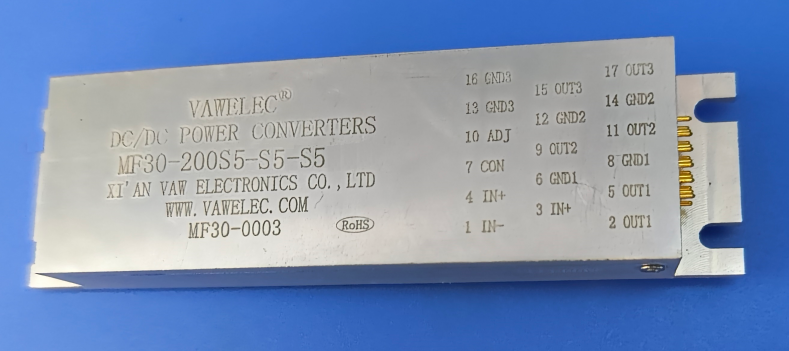 VAWELEC®
DC/DC POWER CONVERTERS
MF30-200S5-S5-S5
XI'AN VAW ELECTRONICS CO.,LTD
WWW.VAWELEC.COM
MF30-0003
RoHS
16 GND3
13 GND3
10 ADJ
7 CON
4 IN+
1 IN-
15 OUT3
12 GND2
9 OUT2
6 GND1
3 IN+
17 OUT3
14 GND2
11 OUT2
8 GND1
5 OUT1
2 OUT1